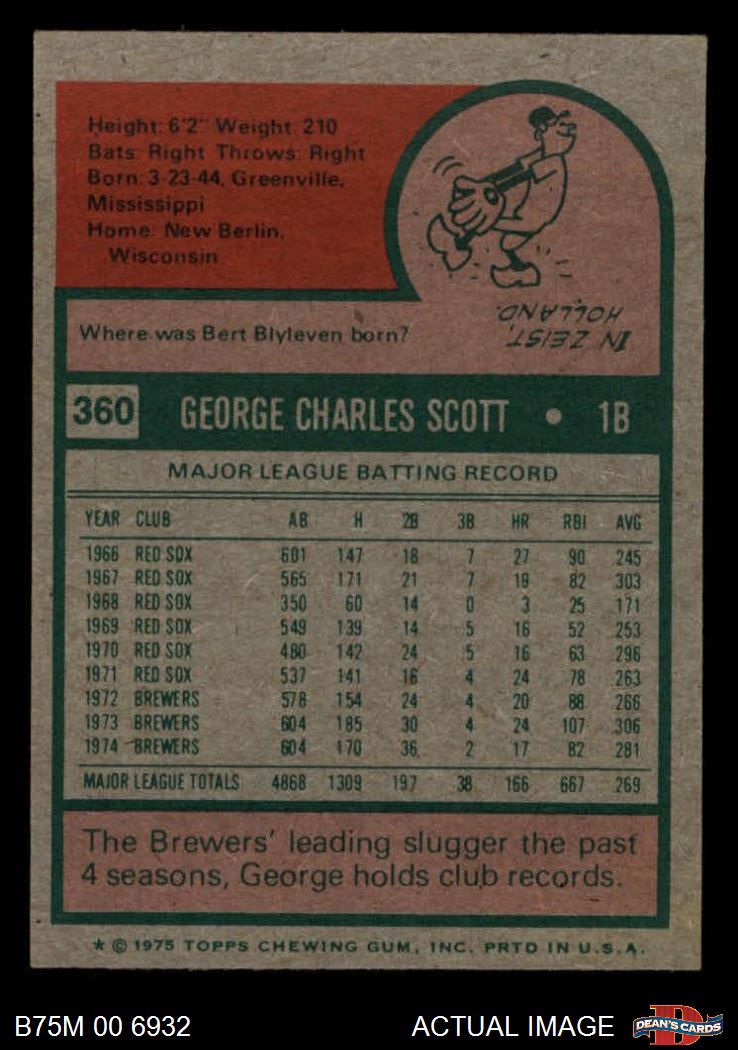 Height: 6'2" Weight: 210
Bats: Right Throws: Right
Born: 3-23-44, Greenville,
Mississippi
Home: New Berlin,
Wisconsin
Where was Bert Blyleven born?
IN ZEIST,
HOLLAND.
360 GEORGE CHARLES SCOTT • 1B
MAJOR LEAGUE BATTING RECORD
YEAR CLUB AB H 2B 3B HR RBI AVG
1966 RED SOX 601 147 18 7 27 90 245
1967 RED SOX 565 171 21 7 19 82 303
1968 RED SOX 350 60 14 0 3 25 171
1969 RED SOX 549 139 14 5 16 52 253
1970 RED SOX 480 142 24 5 16 63 296
1971 RED SOX 537 141 16 4 24 78 263
1972 BREWERS 578 154 24 4 20 88 266
1973 BREWERS 604 185 30 4 24 107 306
1974 BREWERS 604 170 36 2 17 82 281
MAJOR LEAGUE TOTALS 4868 1309 197 38 166 667 269
The Brewers' leading slugger the past
4 seasons, George holds club records.
* © 1975 TOPPS CHEWING GUM, INC. PRTD IN U.S.A.
B75M 00 6932 ACTUAL IMAGE
D
DEAN'S CARDS